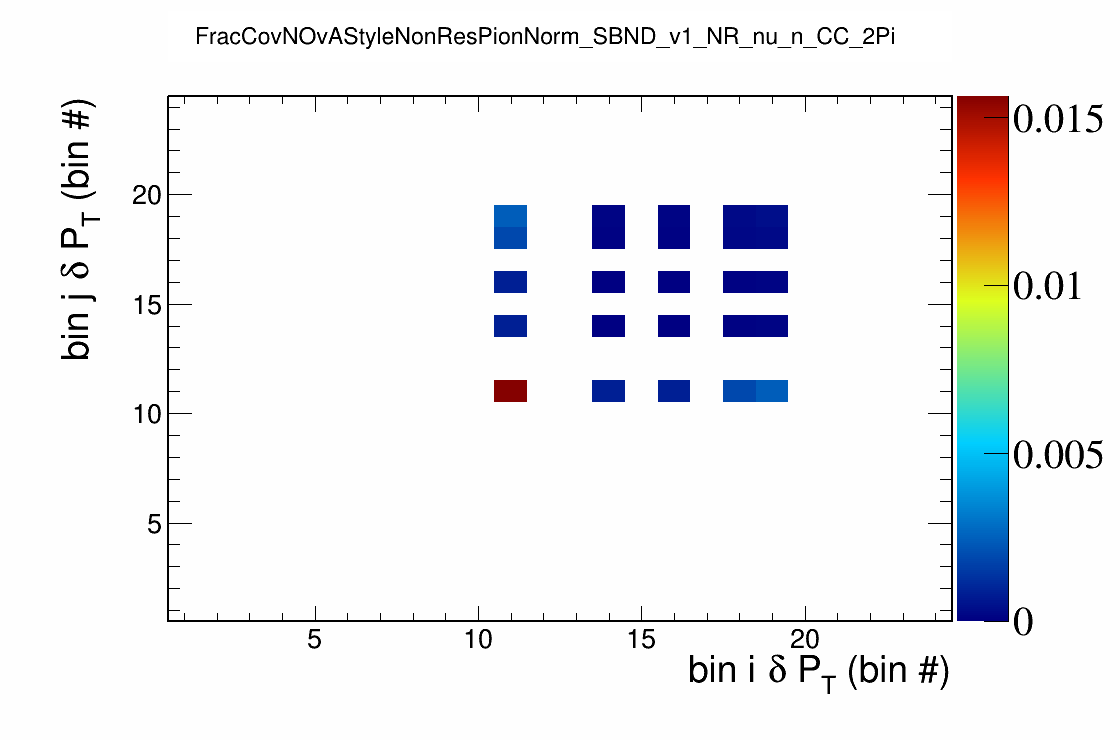 FracCovNOvAStyleNonResPionNorm_SBND_v1_NR_nu_n_CC_2Pi
bin j δ P_T (bin #)
20
15
10
5
5 10 15 20
bin i δ P_T (bin #)
0.015
0.01
0.005
0